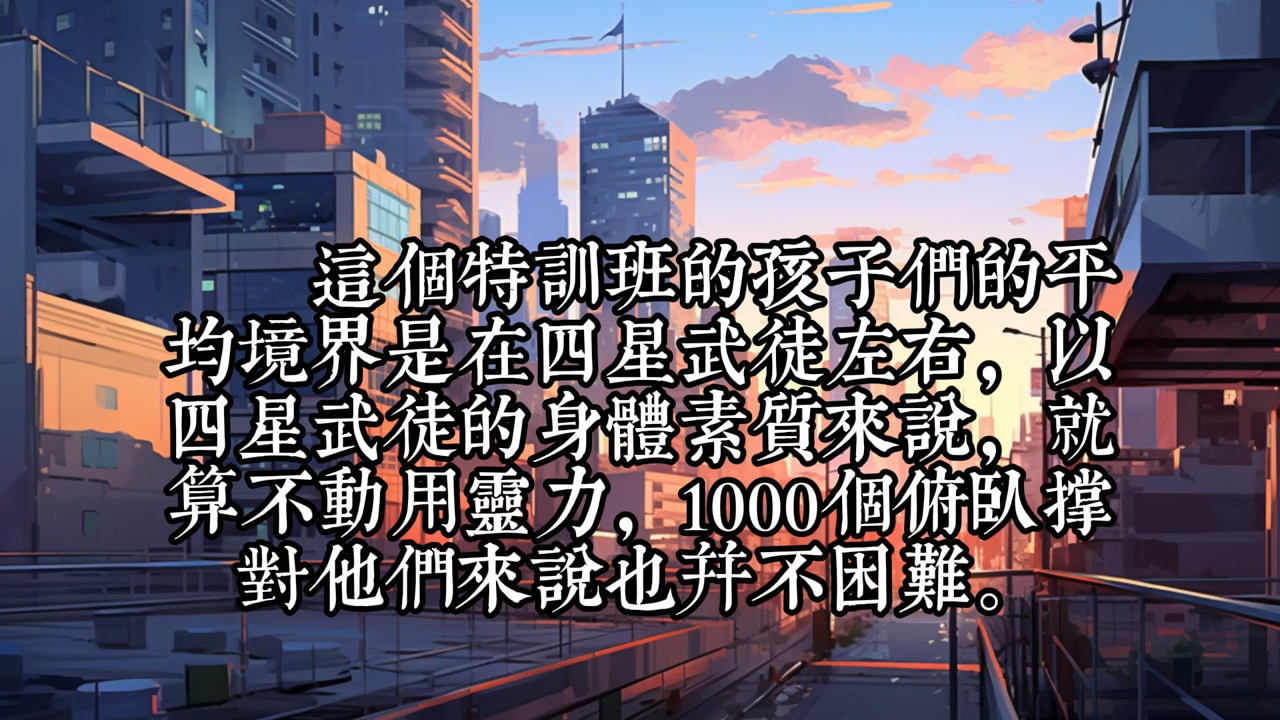 這個特訓班的孩子們的平
均境界是在四星武徒左右，以
四星武徒的身體素質來說，就
算不動用靈力，1000個俯臥撐
對他們來說也并不困難。